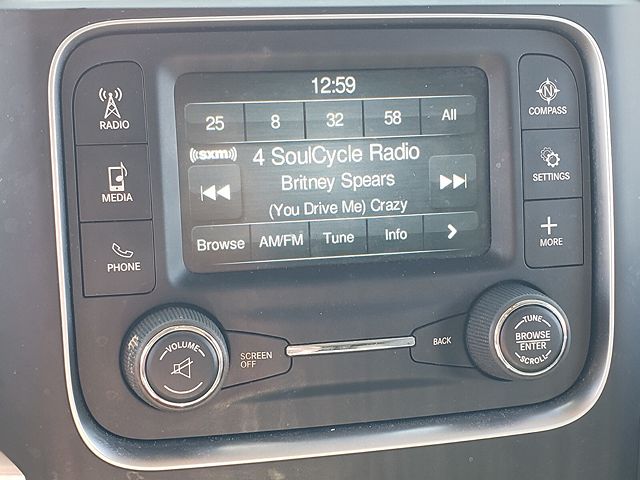 12:59
25 8 32 58 All
((sxm)) 4 SoulCycle Radio
Britney Spears
(You Drive Me) Crazy
Browse AM/FM Tune Info >
RADIO
MEDIA
PHONE
N
COMPASS
SETTINGS
+
MORE
VOLUME
SCREEN
OFF
BACK
TUNE
BROWSE
ENTER
SCROLL